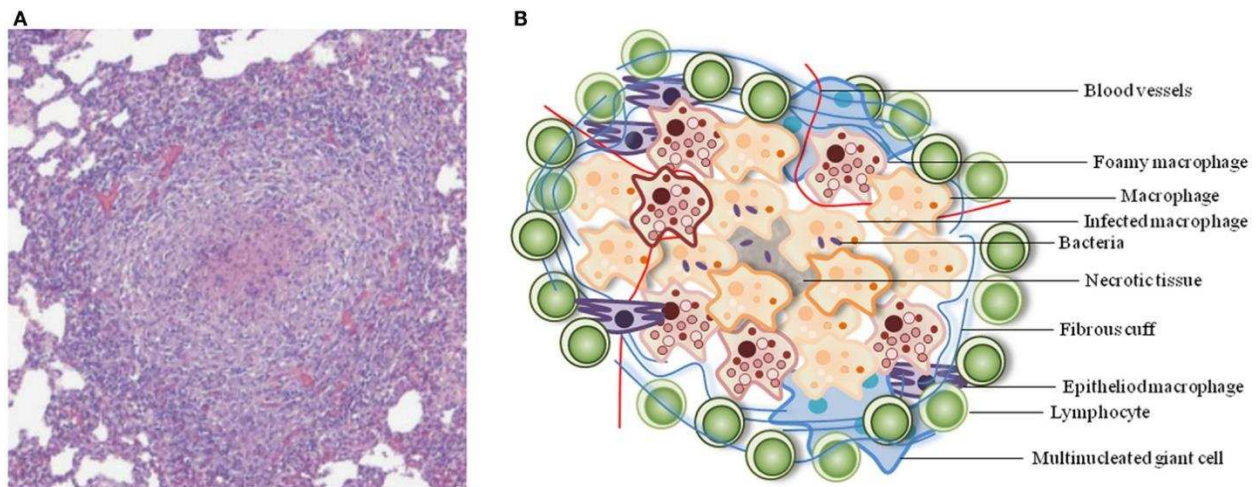 A
B
Blood vessels
Foamy macrophage
Macrophage
Infected macrophage
Bacteria
Necrotic tissue
Fibrous cuff
Epitheliod macrophage
Lymphocyte
Multinucleated giant cell